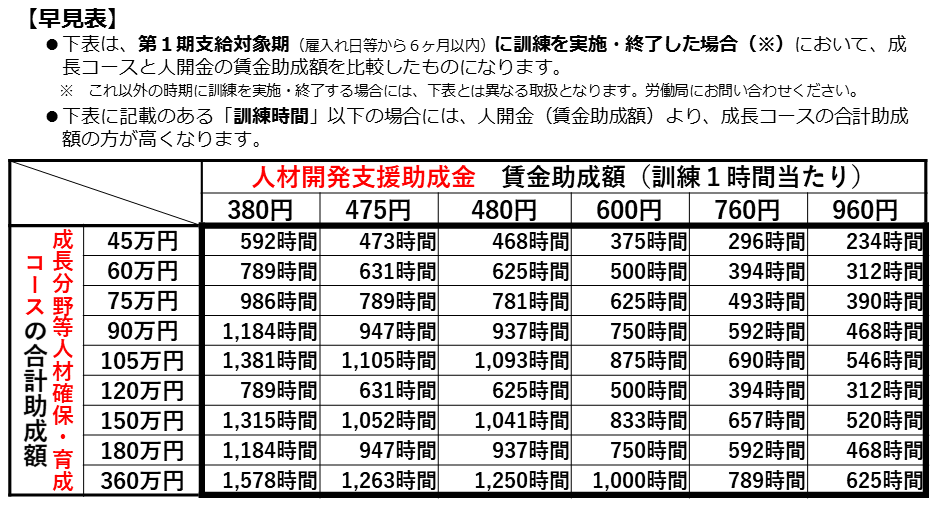 【早見表】
●下表は、第１期支給対象期（雇入れ日等から６ヶ月以内）に訓練を実施・終了した場合（※）において、成
長コースと人開金の賃金助成額を比較したものになります。
※　これ以外の時期に訓練を実施・終了する場合には、下表とは異なる取扱となります。労働局にお問い合わせください。
●下表に記載のある「訓練時間」以下の場合には、人開金（賃金助成額）より、成長コースの合計助成
額の方が高くなります。
人材開発支援助成金　賃金助成額（訓練１時間当たり）
380円 475円 480円 600円 760円 960円
成長分野等人材確保・育成
コースの合計助成額
45万円 592時間 473時間 468時間 375時間 296時間 234時間
60万円 789時間 631時間 625時間 500時間 394時間 312時間
75万円 986時間 789時間 781時間 625時間 493時間 390時間
90万円 1,184時間 947時間 937時間 750時間 592時間 468時間
105万円 1,381時間 1,105時間 1,093時間 875時間 690時間 546時間
120万円 789時間 631時間 625時間 500時間 394時間 312時間
150万円 1,315時間 1,052時間 1,041時間 833時間 657時間 520時間
180万円 1,184時間 947時間 937時間 750時間 592時間 468時間
360万円 1,578時間 1,263時間 1,250時間 1,000時間 789時間 625時間